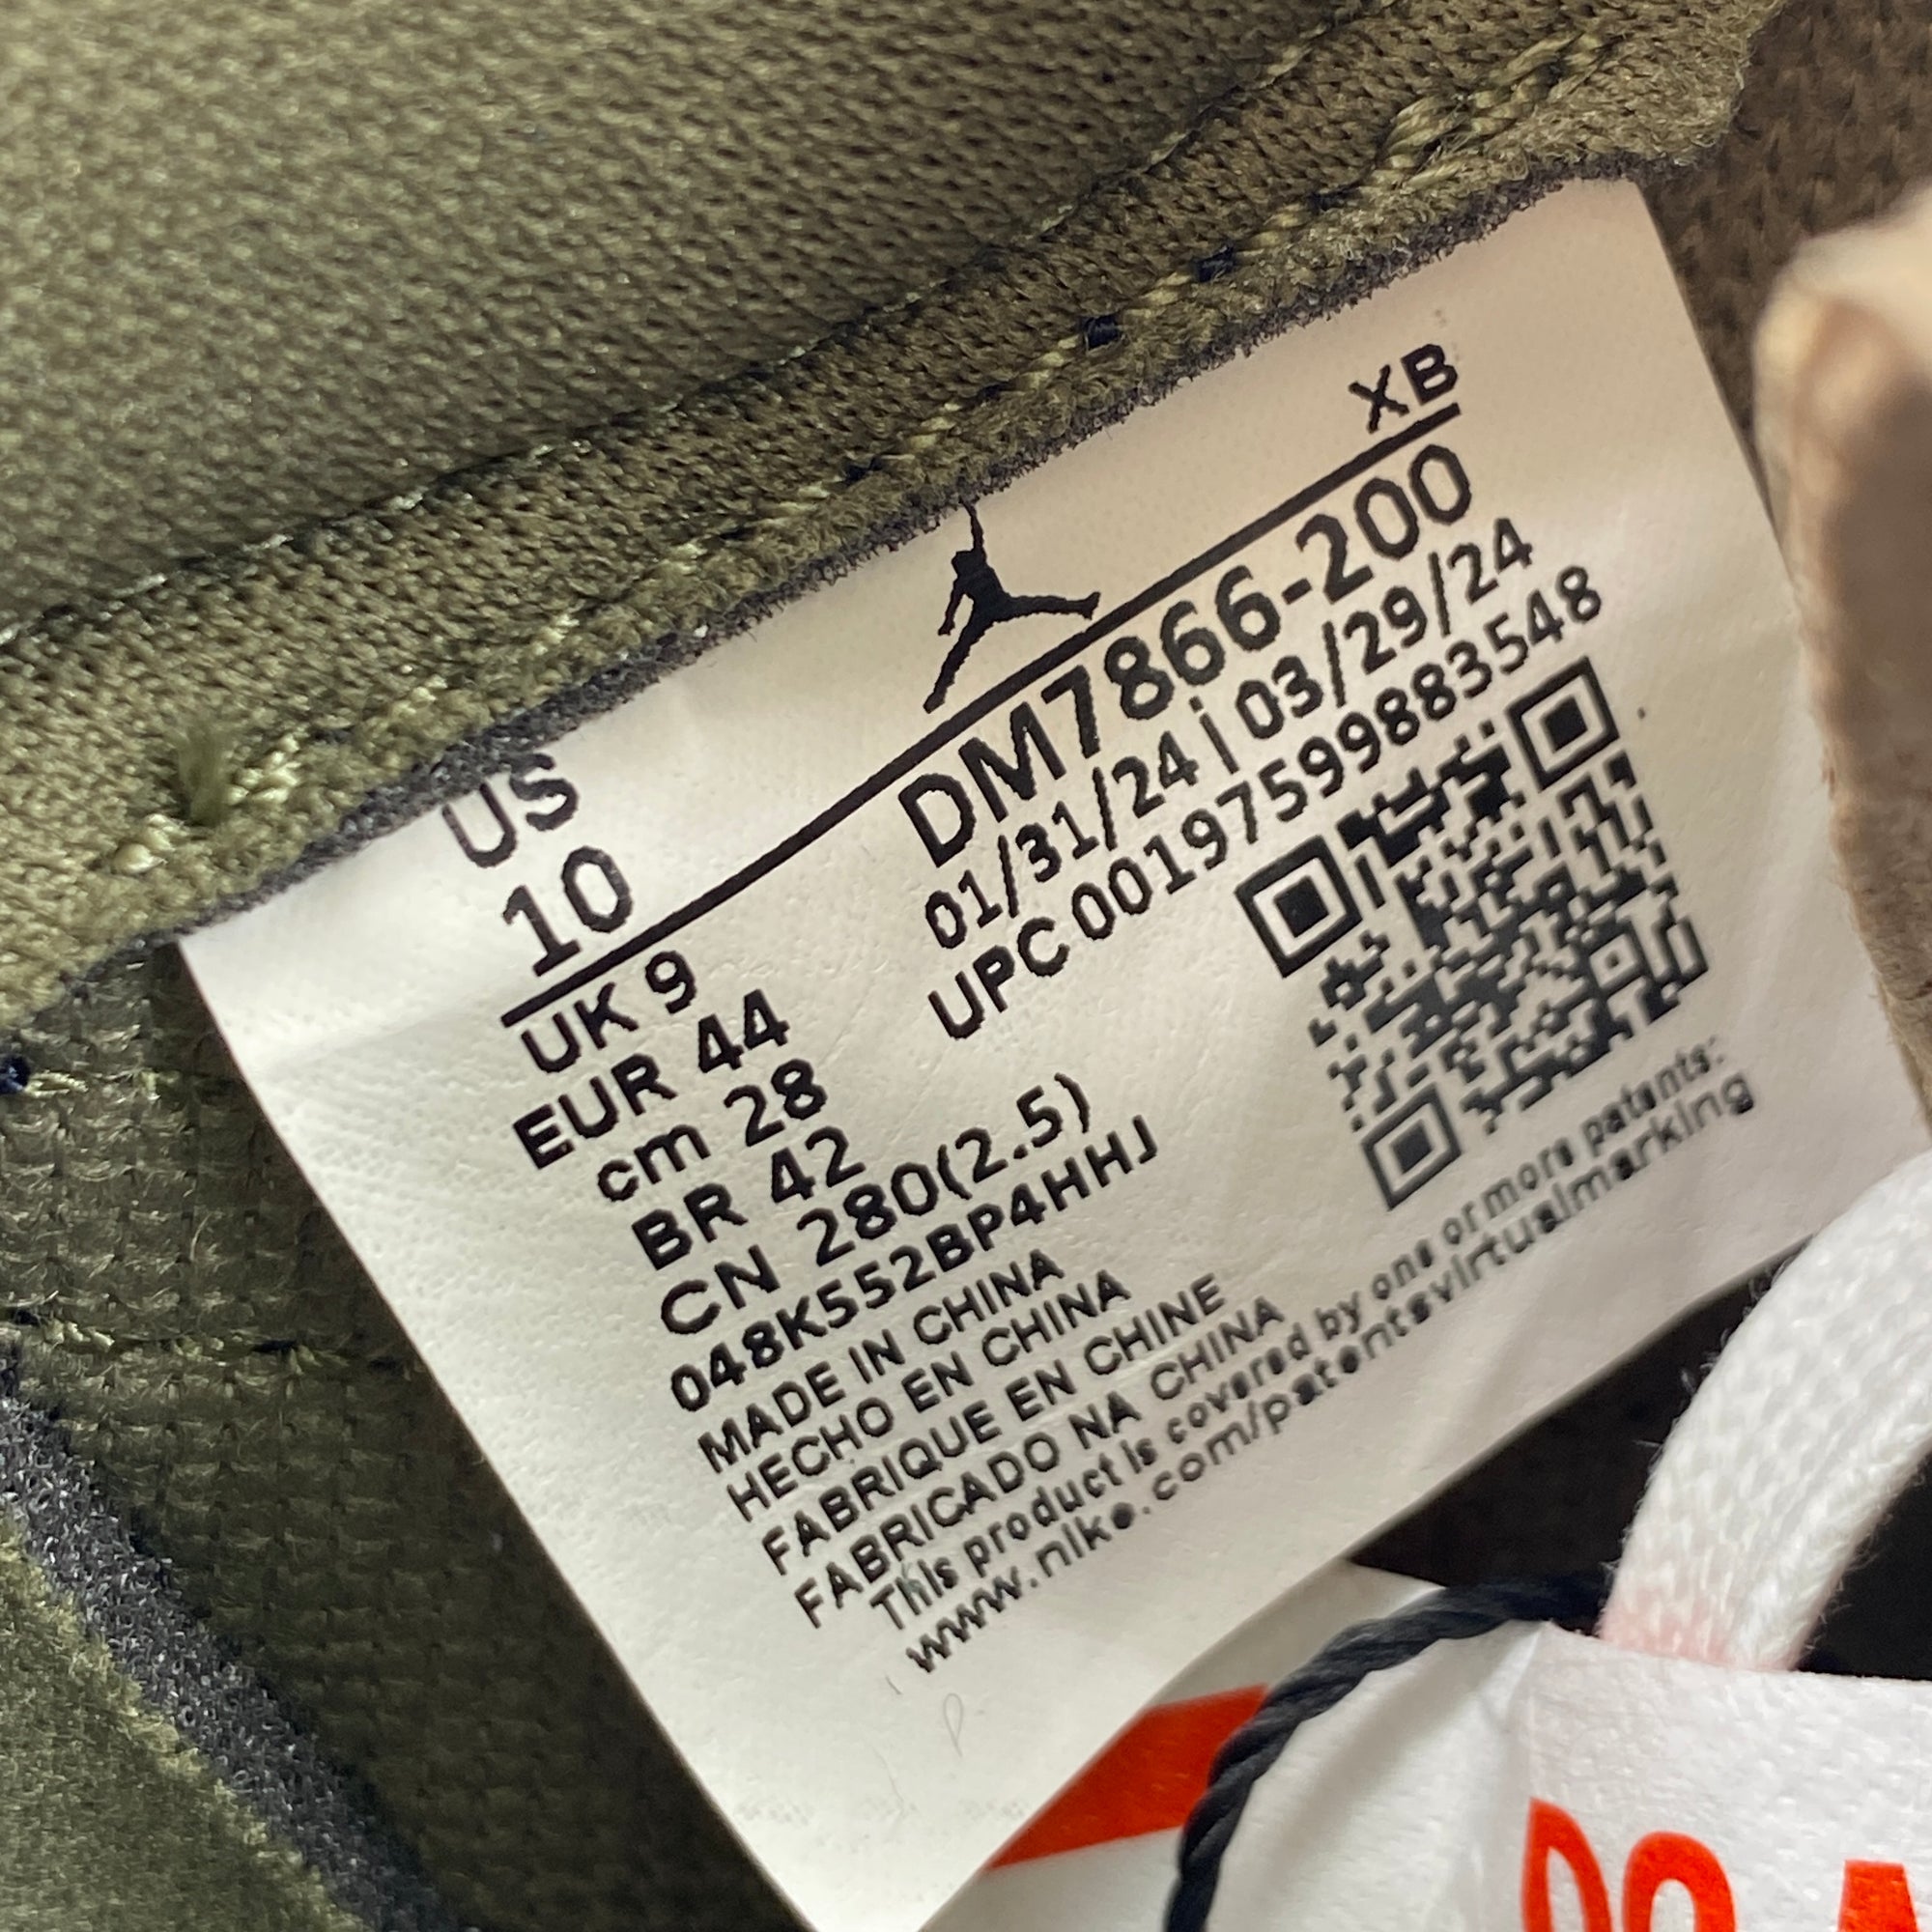 XB
US
10
DM7866-200
01/31/24 | 03/29/24
UPC 00197599883548
UK 9
EUR 44
cm 28
BR 42
CN 280(2.5)
048K552BP4HHJ
MADE IN CHINA
HECHO EN CHINA
FABRIQUE EN CHINE
FABRICADO NA CHINA
This product is covered by one or more patents:
www.nike.com/patentsvirtualmarking